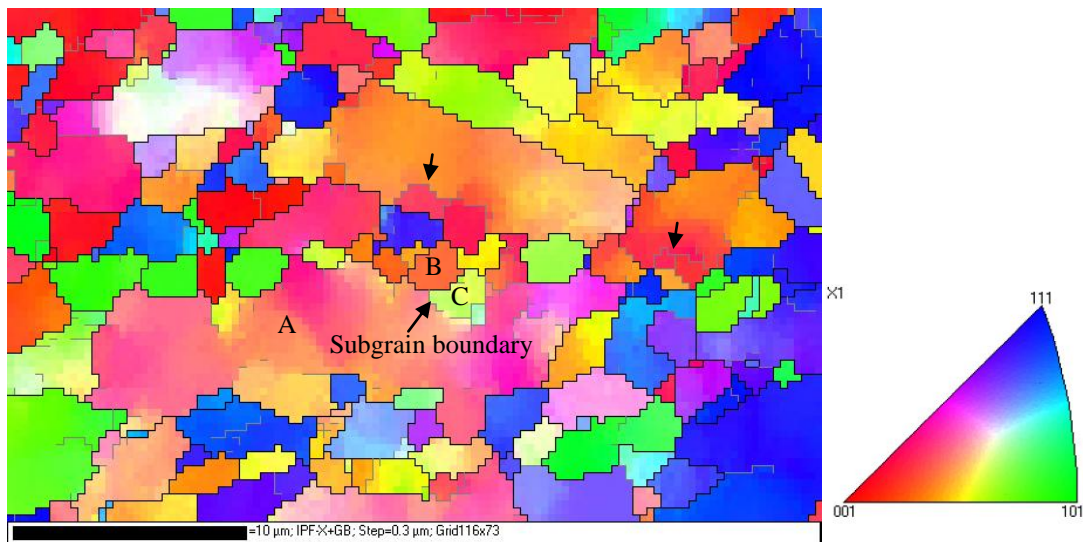 B
C
A
Subgrain boundary
=10 µm; IPF-X+GB; Step=0.3 µm; Grid116x73
X1
111
001
101